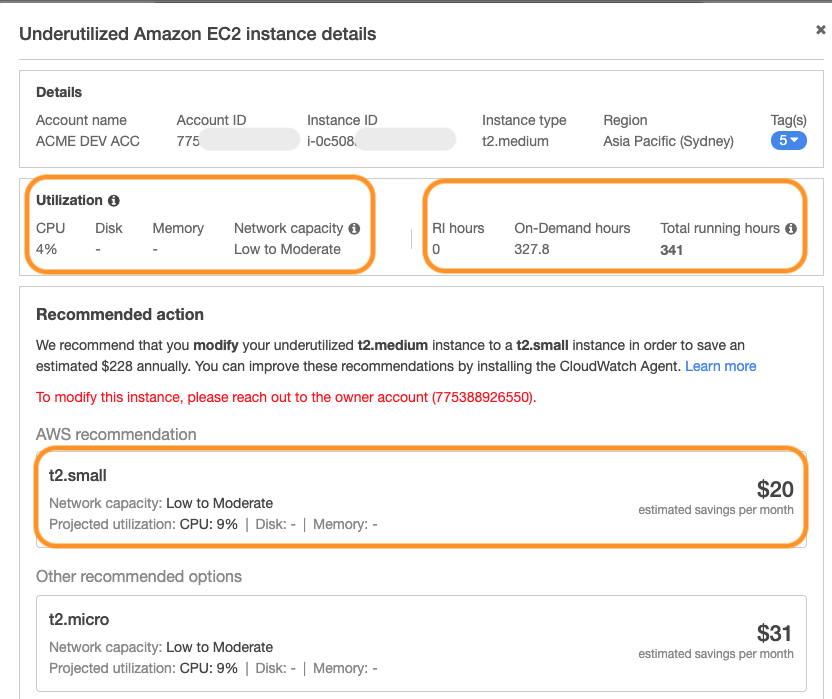 Underutilized Amazon EC2 instance details
Details
Account name Account ID Instance ID Instance type Region Tag(s)
ACME DEV ACC 775 i-0c508 t2.medium Asia Pacific (Sydney) 5
Utilization
CPU Disk Memory Network capacity RI hours On-Demand hours Total running hours
4% - - Low to Moderate 0 327.8 341
Recommended action
We recommend that you modify your underutilized t2.medium instance to a t2.small instance in order to save an
estimated $228 annually. You can improve these recommendations by installing the CloudWatch Agent. Learn more
To modify this instance, please reach out to the owner account (775388926550).
AWS recommendation
t2.small
$20
Network capacity: Low to Moderate
estimated savings per month
Projected utilization: CPU: 9% | Disk: - | Memory: -
Other recommended options
t2.micro
$31
Network capacity: Low to Moderate
estimated savings per month
Projected utilization: CPU: 9% | Disk: - | Memory: -